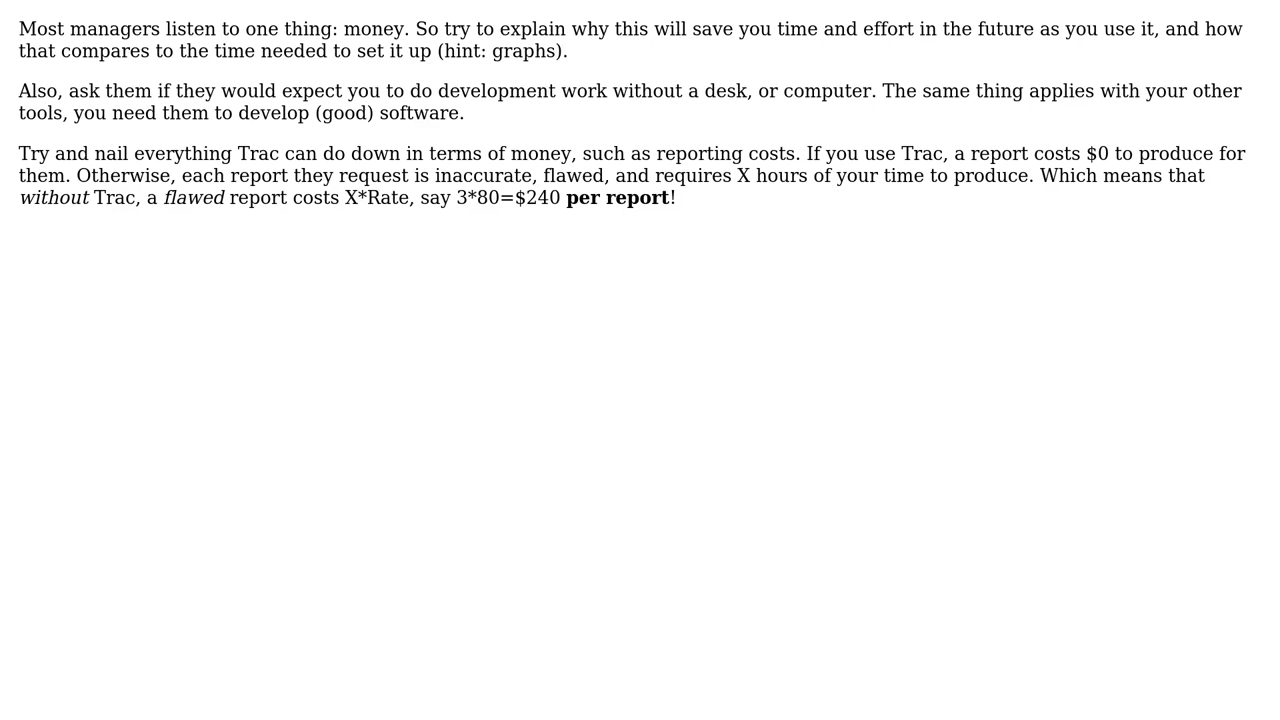 Most managers listen to one thing: money. So try to explain why this will save you time and effort in the future as you use it, and how
that compares to the time needed to set it up (hint: graphs).
Also, ask them if they would expect you to do development work without a desk, or computer. The same thing applies with your other
tools, you need them to develop (good) software.
Try and nail everything Trac can do down in terms of money, such as reporting costs. If you use Trac, a report costs $0 to produce for
them. Otherwise, each report they request is inaccurate, flawed, and requires X hours of your time to produce. Which means that
without Trac, a flawed report costs X*Rate, say 3*80=$240 per report!